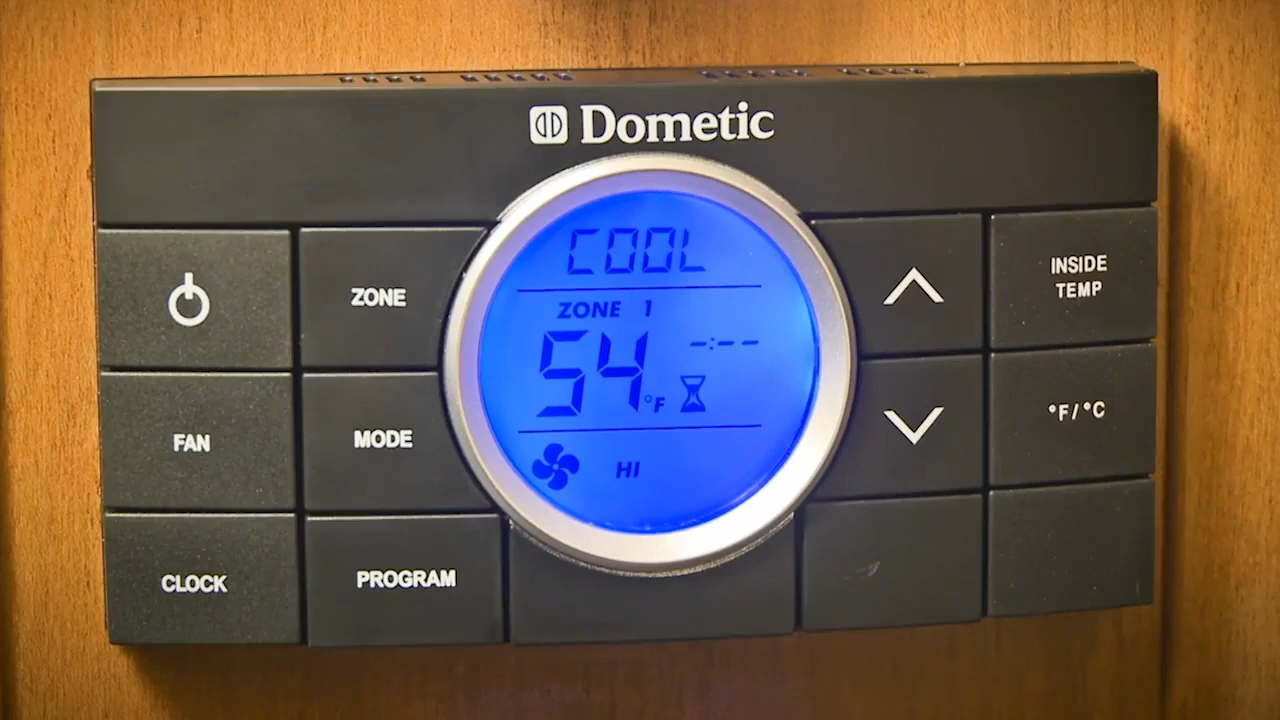 Dometic
COOL
ZONE 1
54°F -:--
HI
ZONE
FAN
MODE
CLOCK
PROGRAM
INSIDE
TEMP
°F/°C